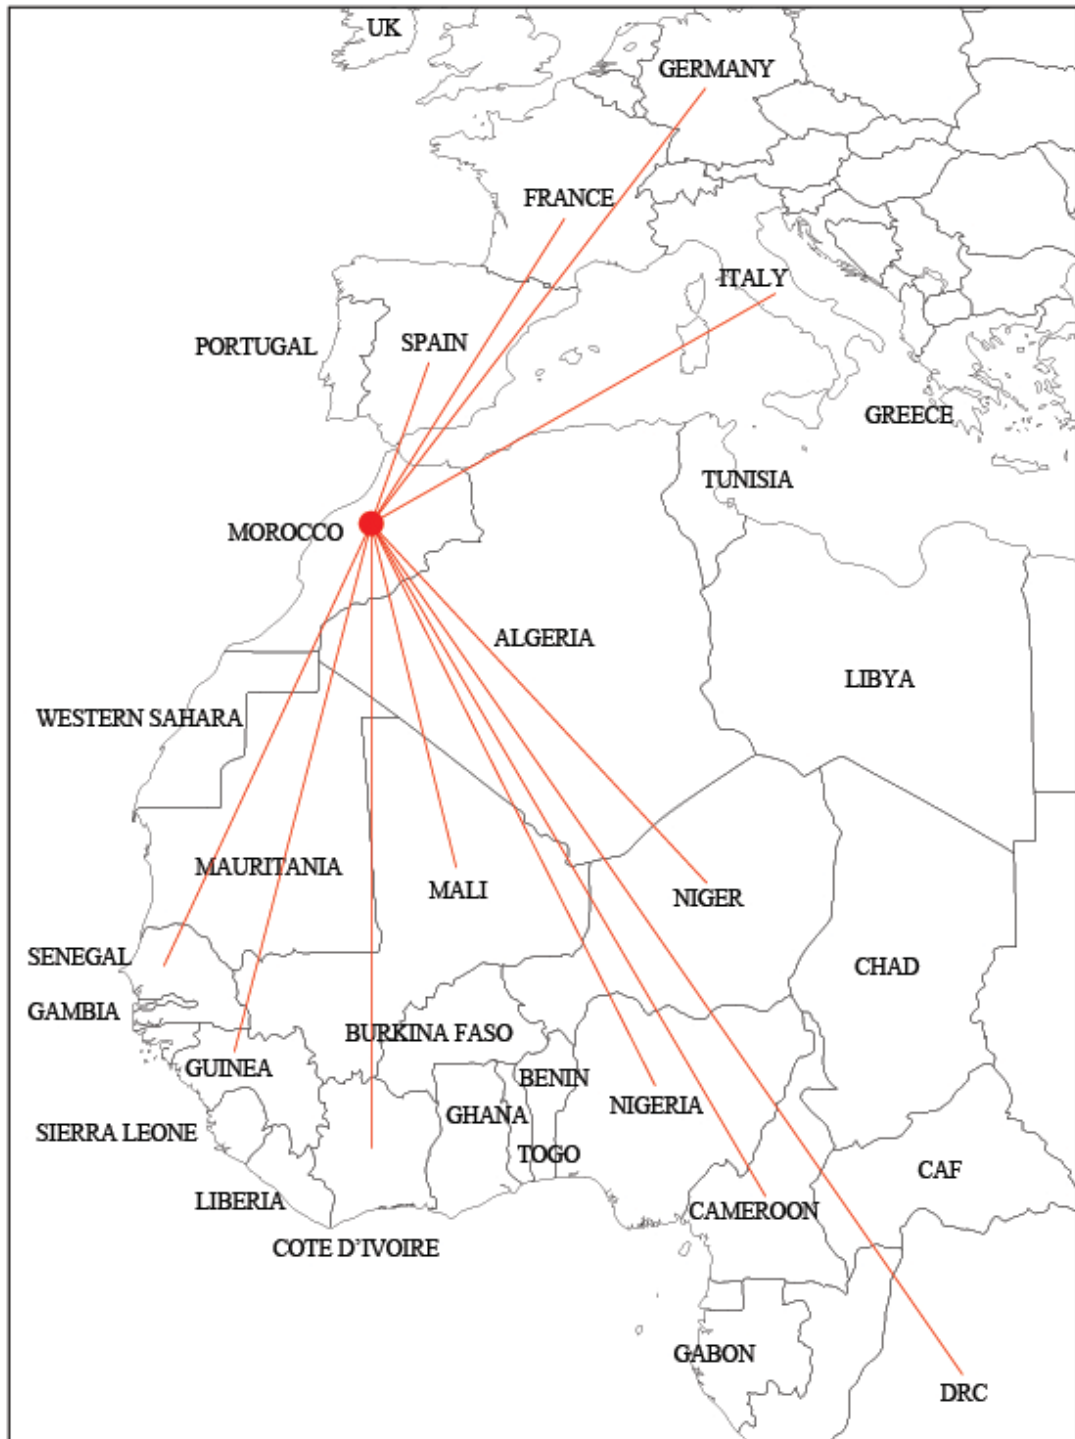 UK
GERMANY
FRANCE
ITALY
SPAIN
PORTUGAL
GREECE
TUNISIA
MOROCCO
ALGERIA
LIBYA
WESTERN SAHARA
MAURITANIA
MALI
NIGER
SENEGAL
CHAD
GAMBIA
BURKINA FASO
GUINEA
BENIN
NIGERIA
GHANA
SIERRA LEONE
TOGO
CAF
LIBERIA
CAMEROON
COTE D’IVOIRE
GABON
DRC